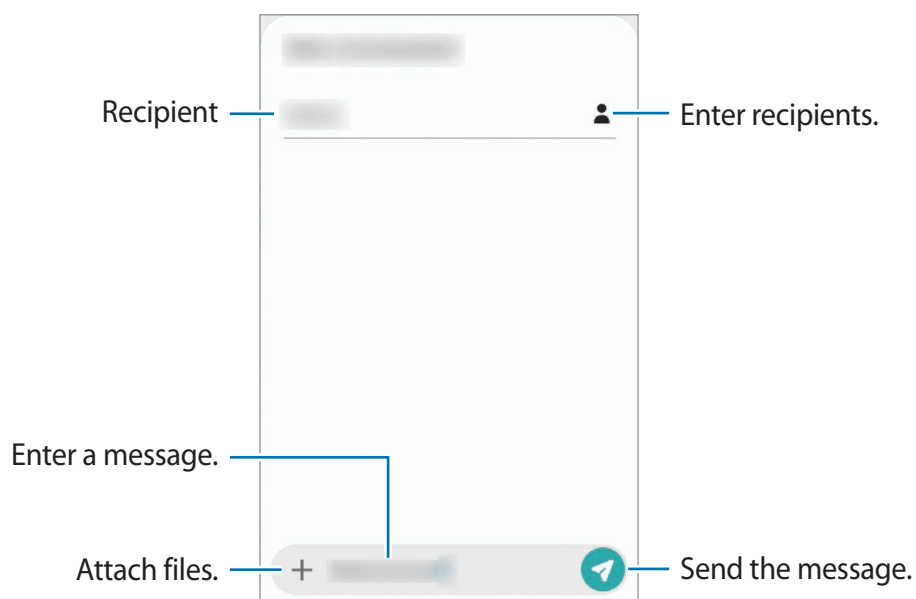 Recipient
Enter recipients.
Enter a message.
Attach files.
Send the message.